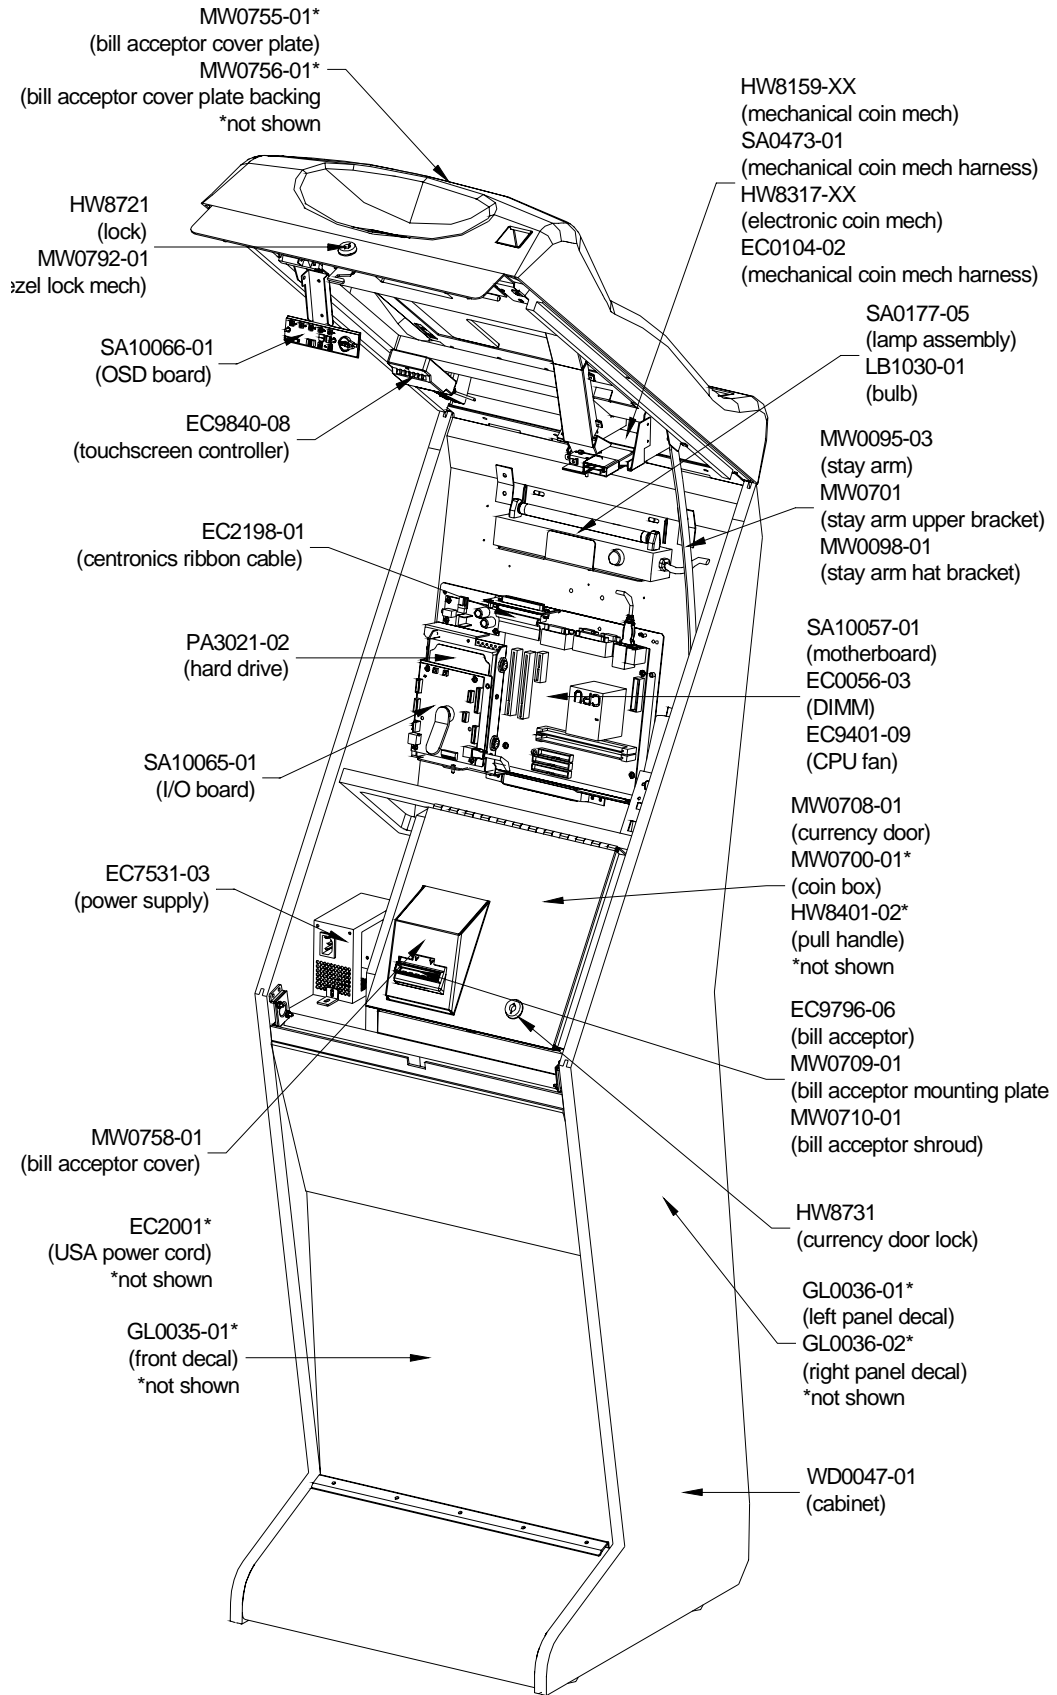 MW0755-01*
(bill acceptor cover plate)
MW0756-01*
(bill acceptor cover plate backing
*not shown
HW8721
(lock)
MW0792-01
ezel lock mech)
SA10066-01
(OSD board)
EC9840-08
(touchscreen controller)
EC2198-01
(centronics ribbon cable)
PA3021-02
(hard drive)
SA10065-01
(I/O board)
EC7531-03
(power supply)
MW0758-01
(bill acceptor cover)
EC2001*
(USA power cord)
*not shown
GL0035-01*
(front decal)
*not shown
HW8159-XX
(mechanical coin mech)
SA0473-01
(mechanical coin mech harness)
HW8317-XX
(electronic coin mech)
EC0104-02
(mechanical coin mech harness)
SA0177-05
(lamp assembly)
LB1030-01
(bulb)
MW0095-03
(stay arm)
MW0701
(stay arm upper bracket)
MW0098-01
(stay arm hat bracket)
SA10057-01
(motherboard)
EC0056-03
(DIMM)
EC9401-09
(CPU fan)
CPU
MW0708-01
(currency door)
MW0700-01*
(coin box)
HW8401-02*
(pull handle)
*not shown
EC9796-06
(bill acceptor)
MW0709-01
(bill acceptor mounting plate
MW0710-01
(bill acceptor shroud)
HW8731
(currency door lock)
GL0036-01*
(left panel decal)
GL0036-02*
(right panel decal)
*not shown
WD0047-01
(cabinet)